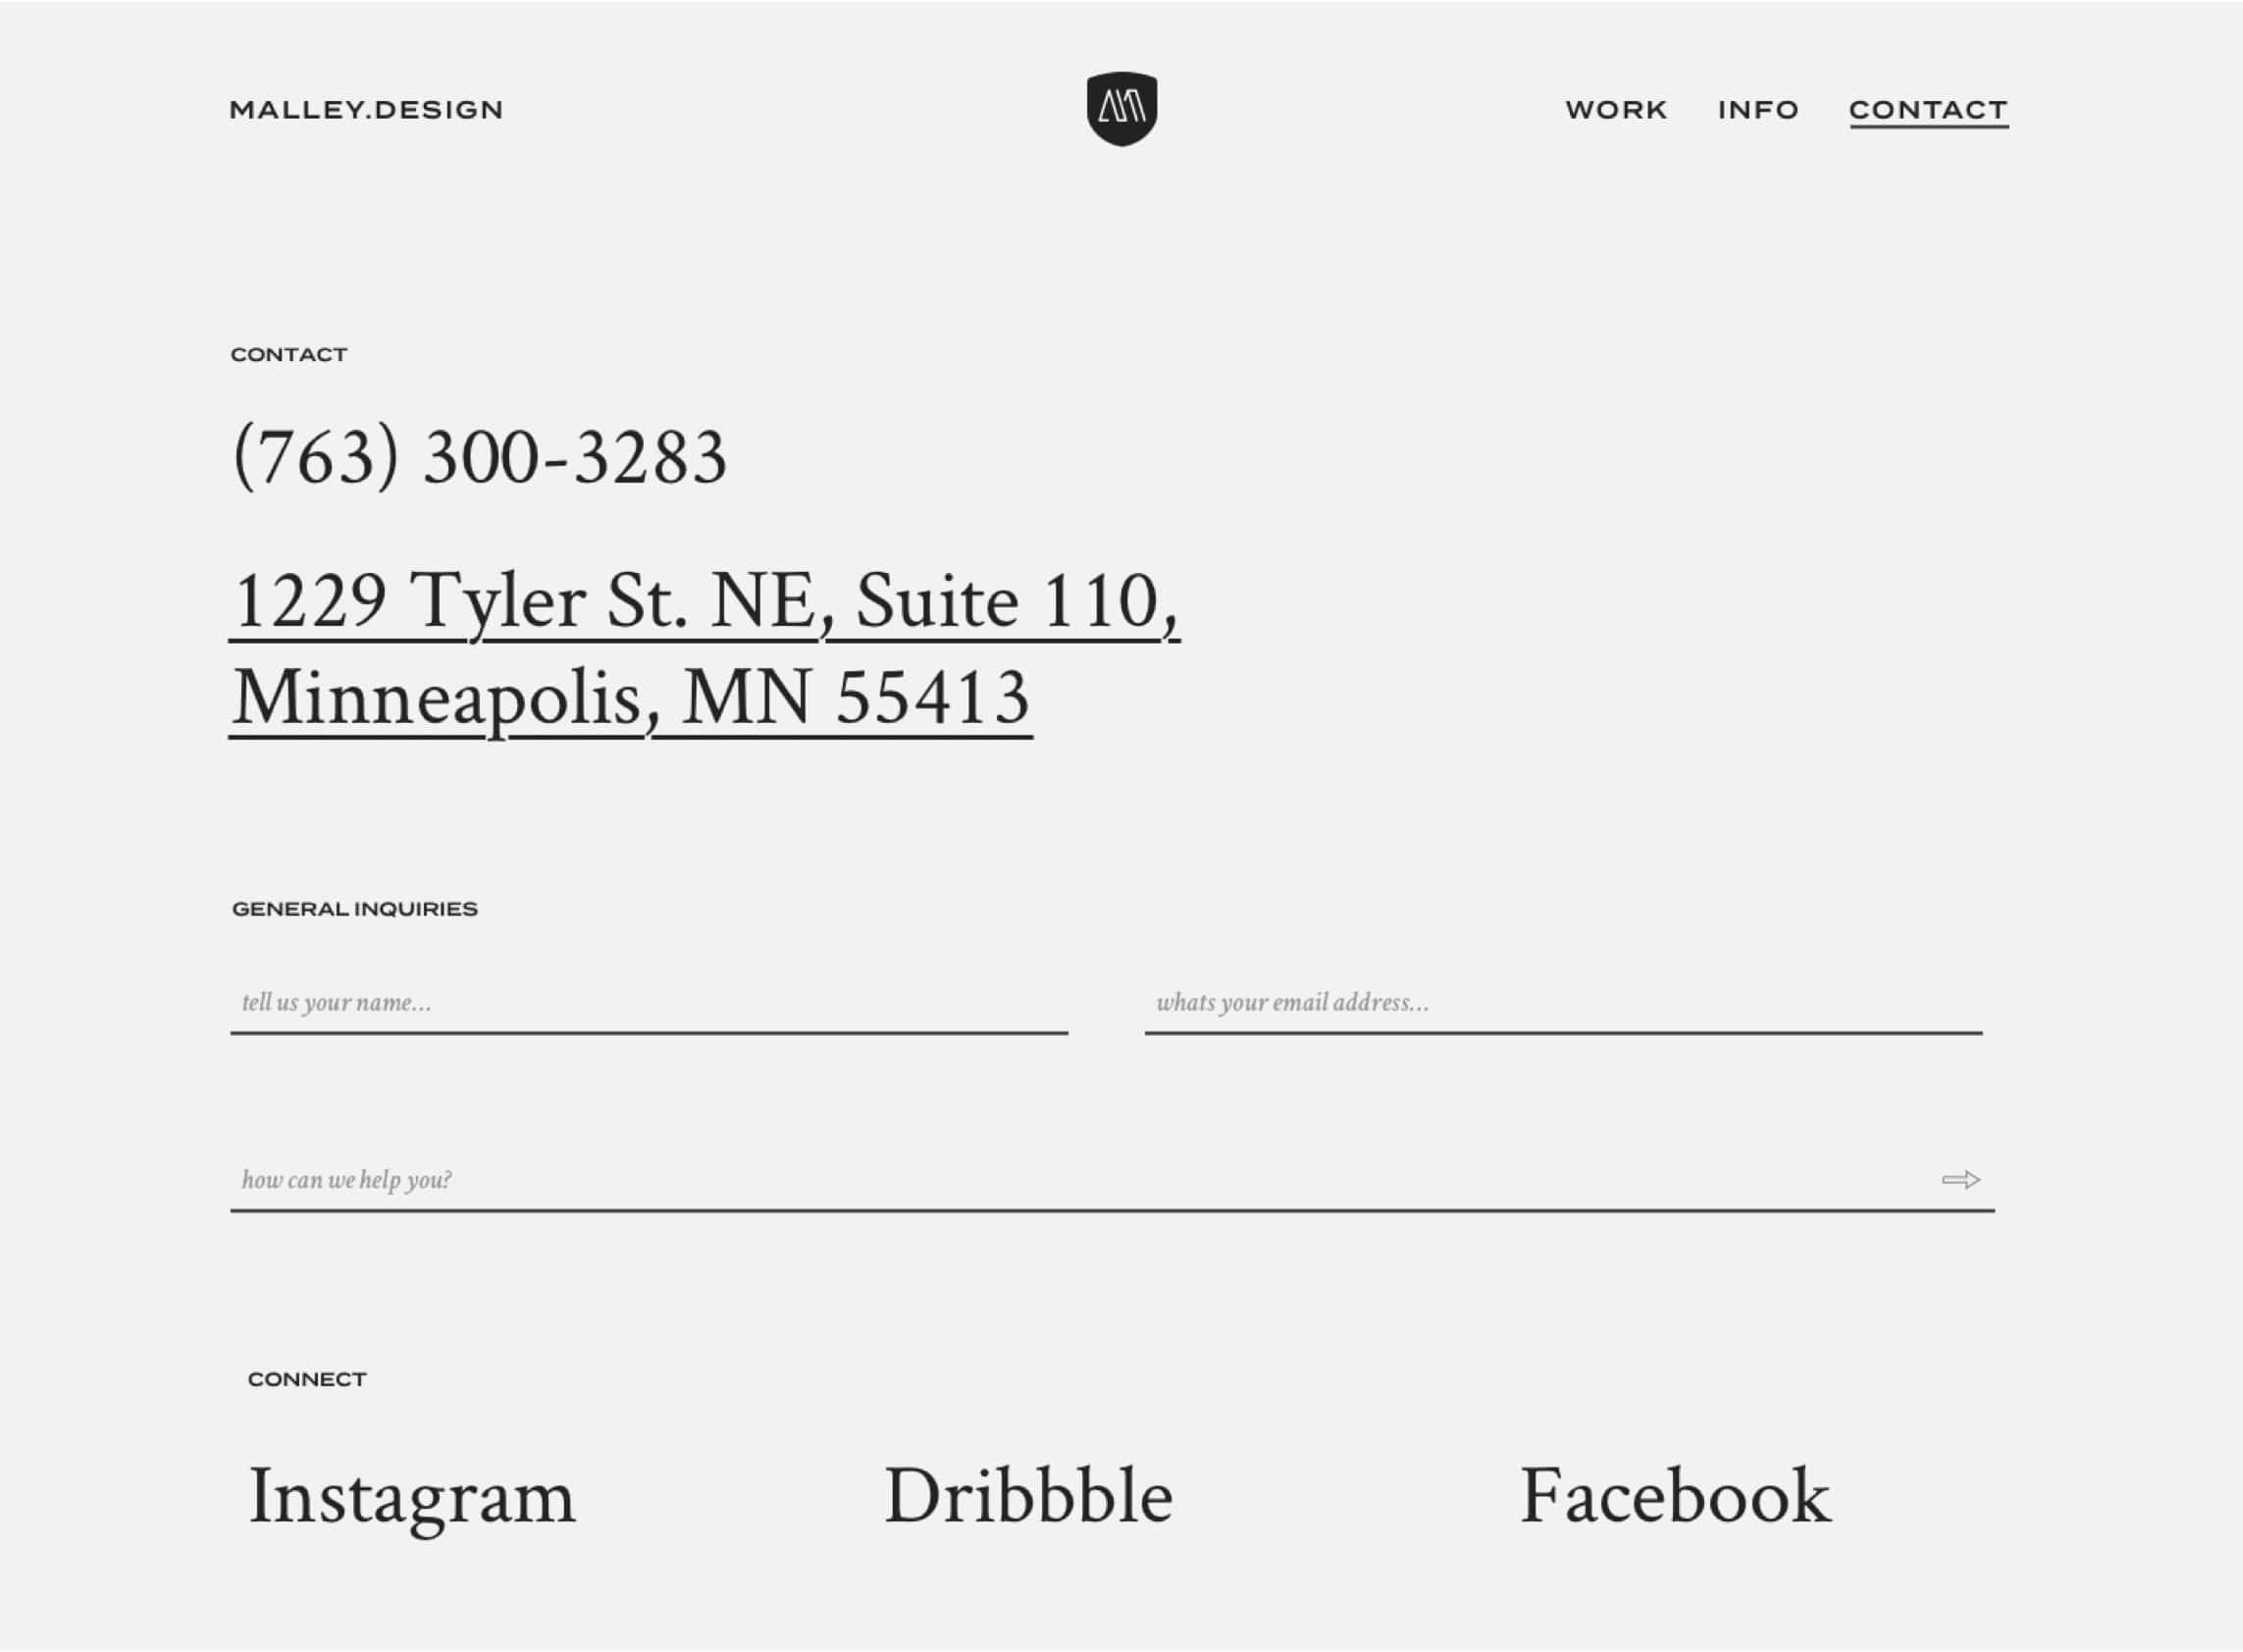 MALLEY.DESIGN
WORK INFO CONTACT
CONTACT
(763) 300-3283
1229 Tyler St. NE, Suite 110,
Minneapolis, MN 55413
GENERAL INQUIRIES
tell us your name... whats your email address...
how can we help you?
CONNECT
Instagram Dribbble Facebook